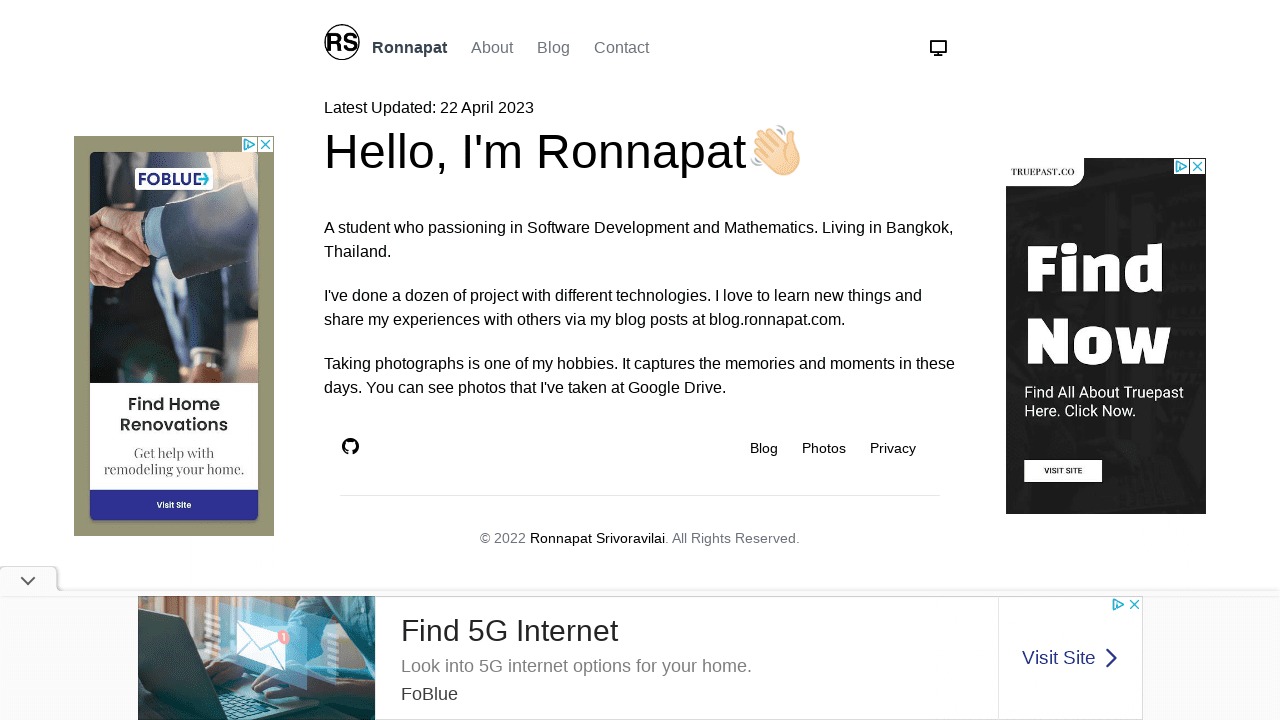 RS
Ronnapat
About
Blog
Contact
Latest Updated: 22 April 2023
Hello, I'm Ronnapat👋🏻
A student who passioning in Software Development and Mathematics. Living in Bangkok,
Thailand.
I've done a dozen of project with different technologies. I love to learn new things and
share my experiences with others via my blog posts at blog.ronnapat.com.
Taking photographs is one of my hobbies. It captures the memories and moments in these
days. You can see photos that I've taken at Google Drive.
Blog
Photos
Privacy
© 2022 Ronnapat Srivoravilai. All Rights Reserved.
FOBLUE
Find Home
Renovations
Get help with
remodeling your home.
Visit Site
TRUEPAST.CO
Find
Now
Find All About Truepast
Here. Click Now.
VISIT SITE
1
Find 5G Internet
Look into 5G internet options for your home.
FoBlue
Visit Site